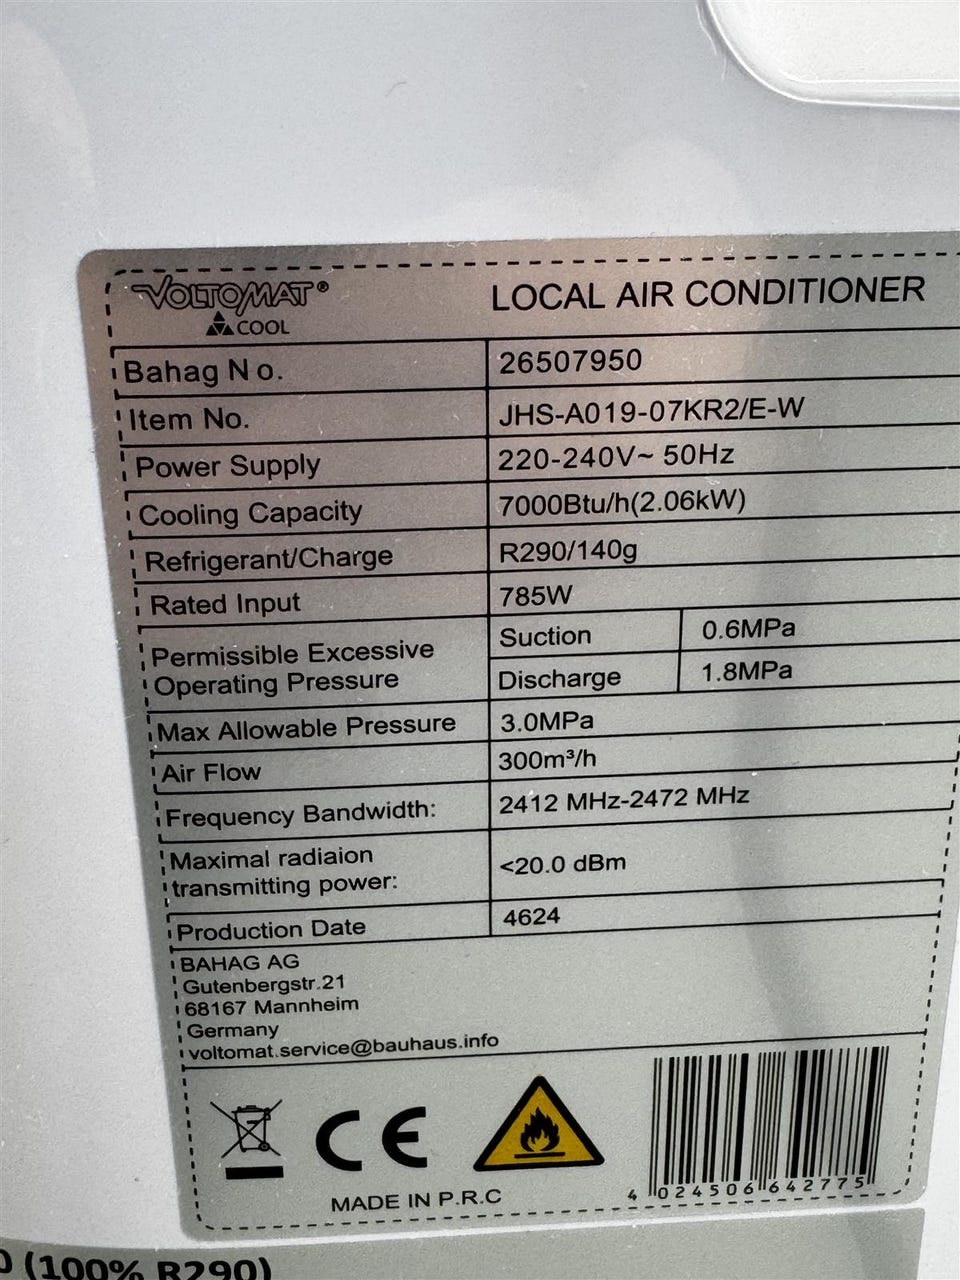 VOLTOMAT®
COOL
LOCAL AIR CONDITIONER
Bahag No. 26507950
Item No. JHS-A019-07KR2/E-W
Power Supply 220-240V~ 50Hz
Cooling Capacity 7000Btu/h(2.06kW)
Refrigerant/Charge R290/140g
Rated Input 785W
Permissible Excessive
Operating Pressure
Suction 0.6MPa
Discharge 1.8MPa
Max Allowable Pressure 3.0MPa
Air Flow 300m³/h
Frequency Bandwidth: 2412 MHz-2472 MHz
Maximal radiaion
transmitting power: <20.0 dBm
Production Date 4624
BAHAG AG
Gutenbergstr.21
68167 Mannheim
Germany
voltomat.service@bauhaus.info
CE
MADE IN P.R.C
4 024506 642775
(100% R290)